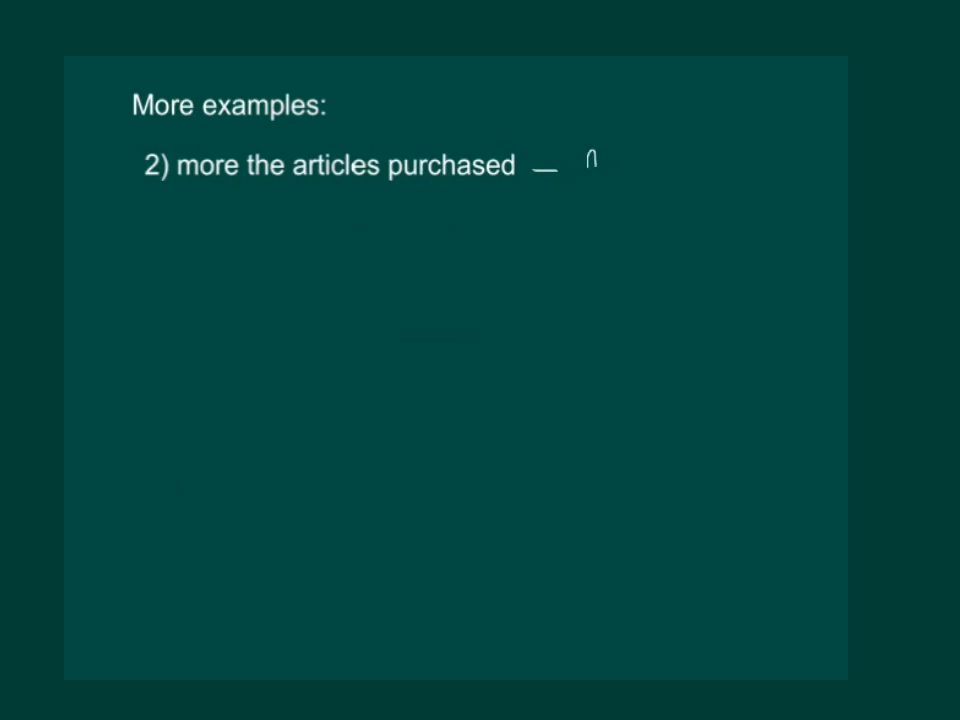 More examples:
2) more the articles purchased —